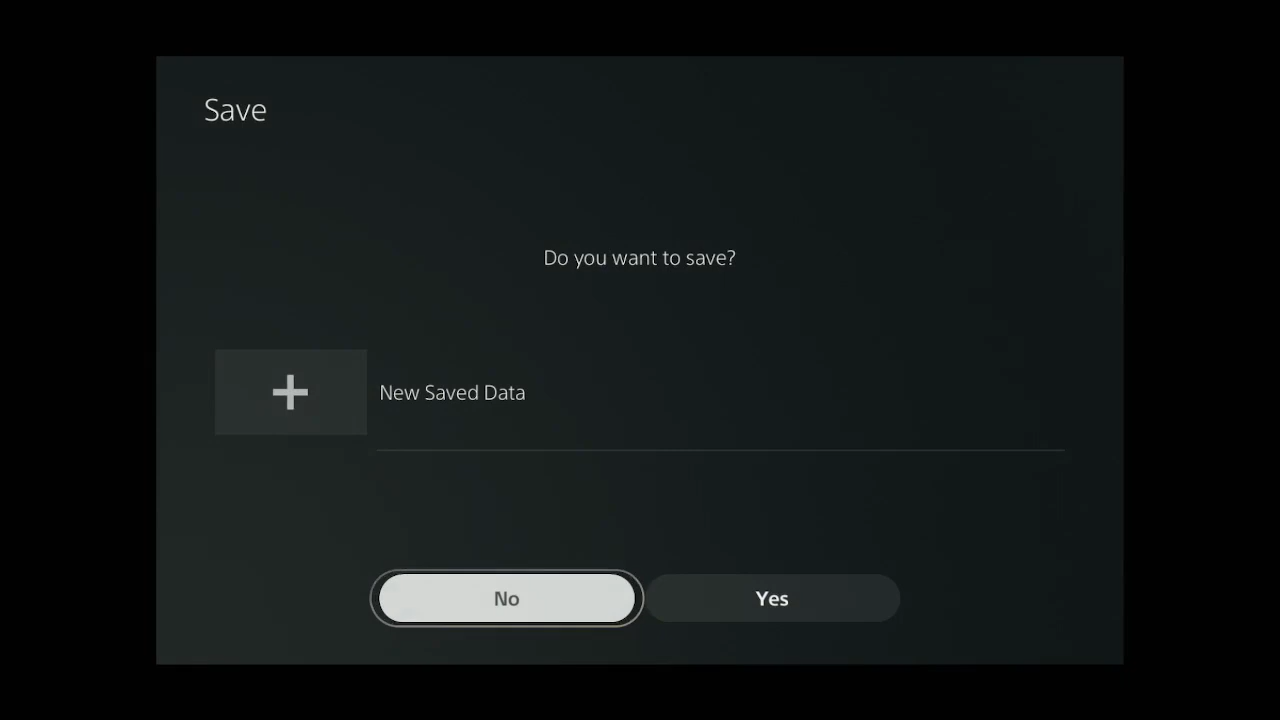 Save
Do you want to save?
New Saved Data
No
Yes